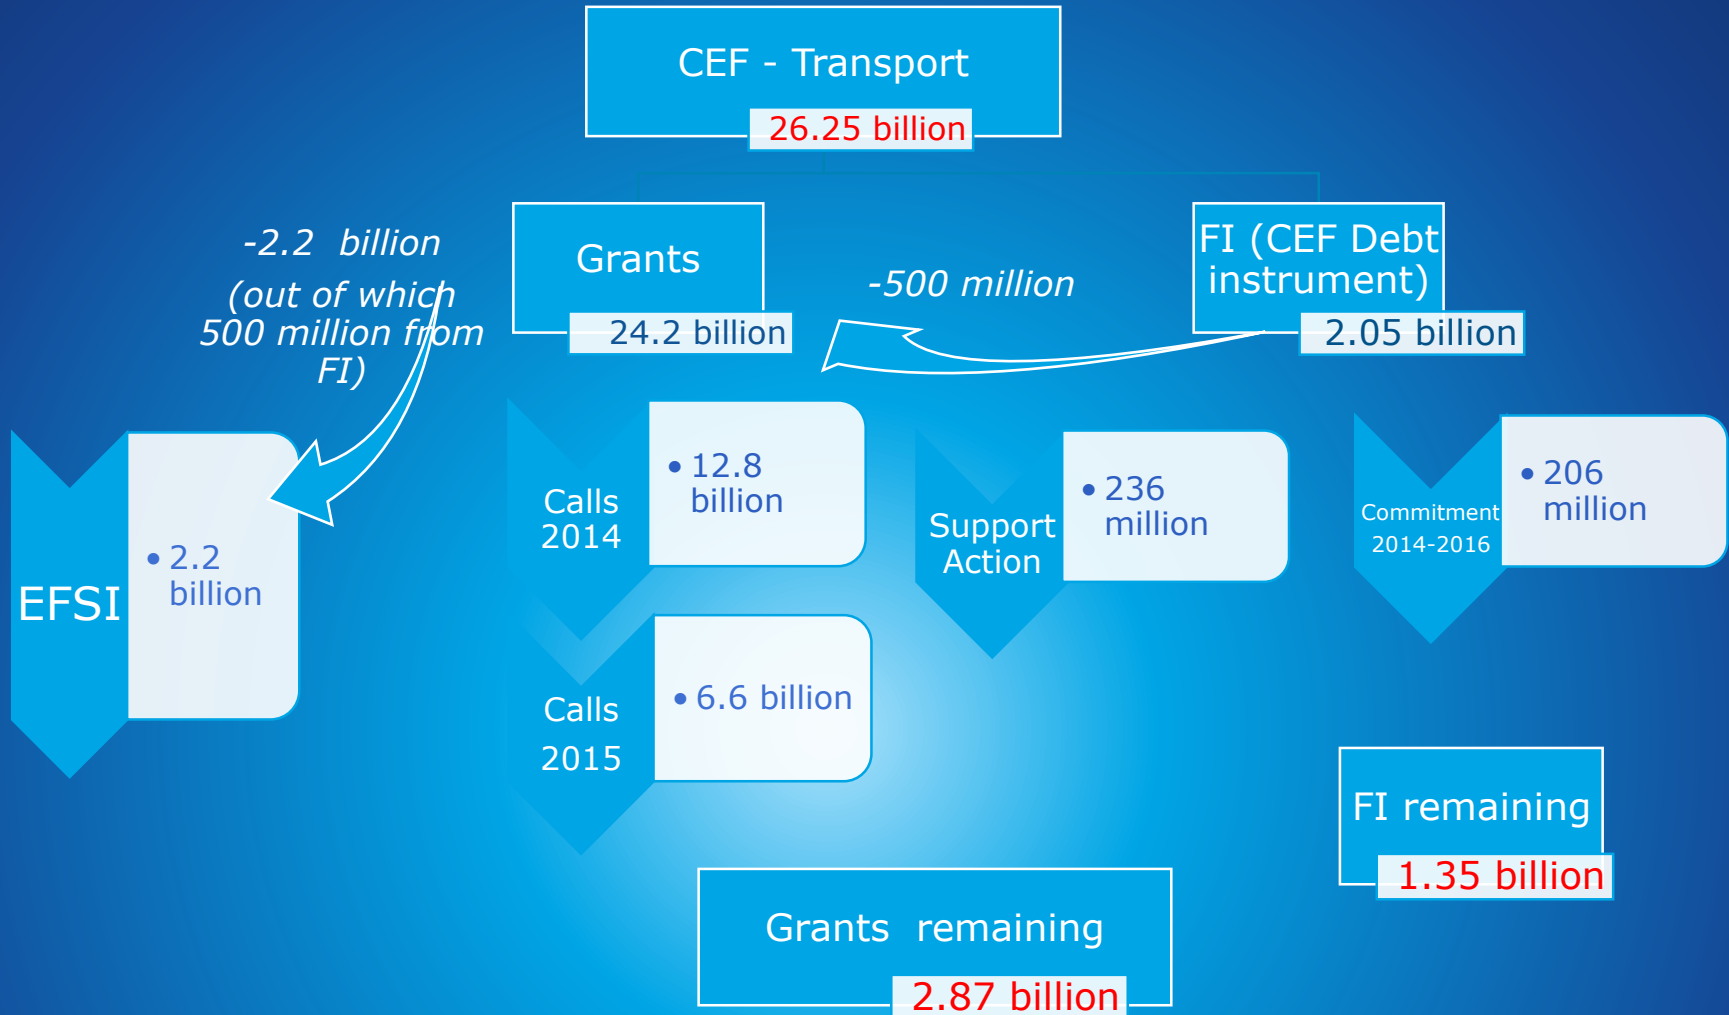 CEF - Transport
26.25 billion
-2.2 billion
(out of which
500 million from
FI)
Grants
24.2 billion
-500 million
FI (CEF Debt
instrument)
2.05 billion
EFSI
• 2.2
billion
Calls
2014
• 12.8
billion
Calls
2015
• 6.6 billion
Support
Action
• 236
million
Commitment
2014-2016
• 206
million
FI remaining
1.35 billion
Grants remaining
2.87 billion